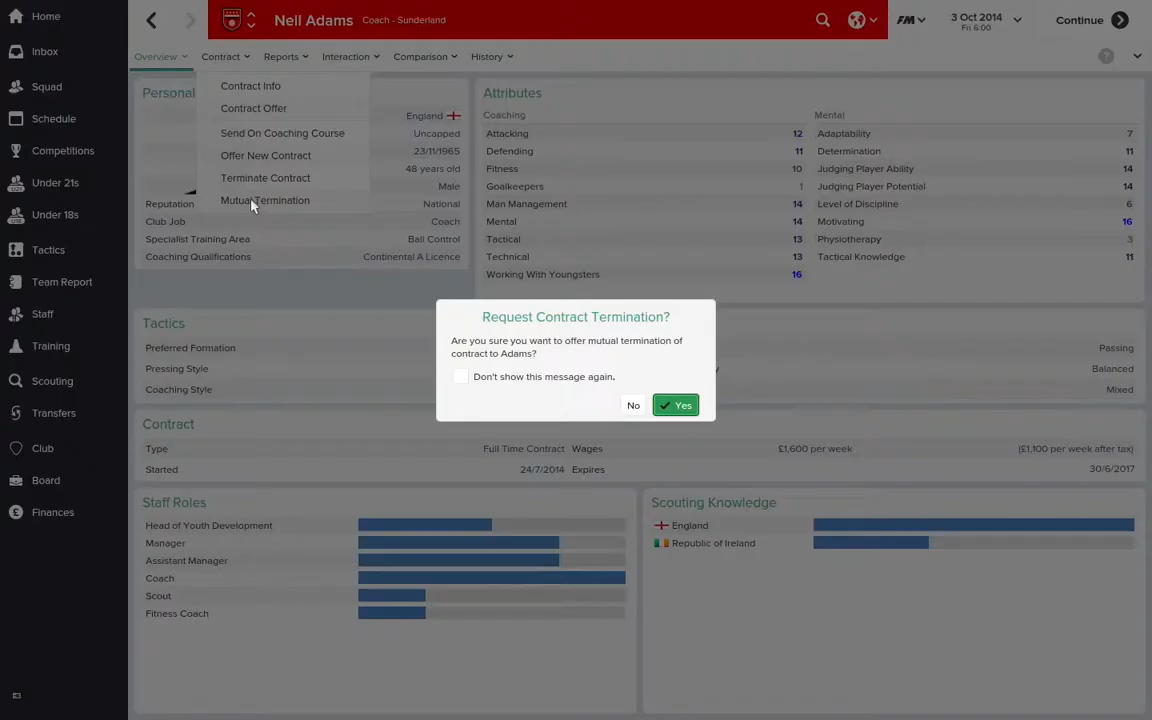 Home
Inbox
Squad
Schedule
Competitions
Under 21s
Under 18s
Tactics
Team Report
Staff
Training
Scouting
Transfers
Club
Board
Finances
Neil Adams Coach - Sunderland
FM
3 Oct 2014
Fri 6:00
Continue
Overview Contract Reports Interaction Comparison History
?
Personal
Contract Info
Contract Offer
Send On Coaching Course
Offer New Contract
Terminate Contract
Mutual Termination
England
Uncapped
23/11/1965
48 years old
Male
Reputation National
Club Job Coach
Specialist Training Area Ball Control
Coaching Qualifications Continental A Licence
Attributes
Coaching
Attacking 12
Defending 11
Fitness 10
Goalkeepers 1
Man Management 14
Mental 14
Tactical 13
Technical 13
Working With Youngsters 16
Mental
Adaptability 7
Determination 11
Judging Player Ability 14
Judging Player Potential 14
Level of Discipline 6
Motivating 16
Physiotherapy 3
Tactical Knowledge 11
Request Contract Termination?
Are you sure you want to offer mutual termination of
contract to Adams?
Don't show this message again.
No Yes
Tactics
Preferred Formation Passing
Pressing Style Balanced
Coaching Style Mixed
Contract
Type Full Time Contract Wages £1,600 per week (£1,100 per week after tax)
Started 24/7/2014 Expires 30/6/2017
Staff Roles
Head of Youth Development
Manager
Assistant Manager
Coach
Scout
Fitness Coach
Scouting Knowledge
England
Republic of Ireland